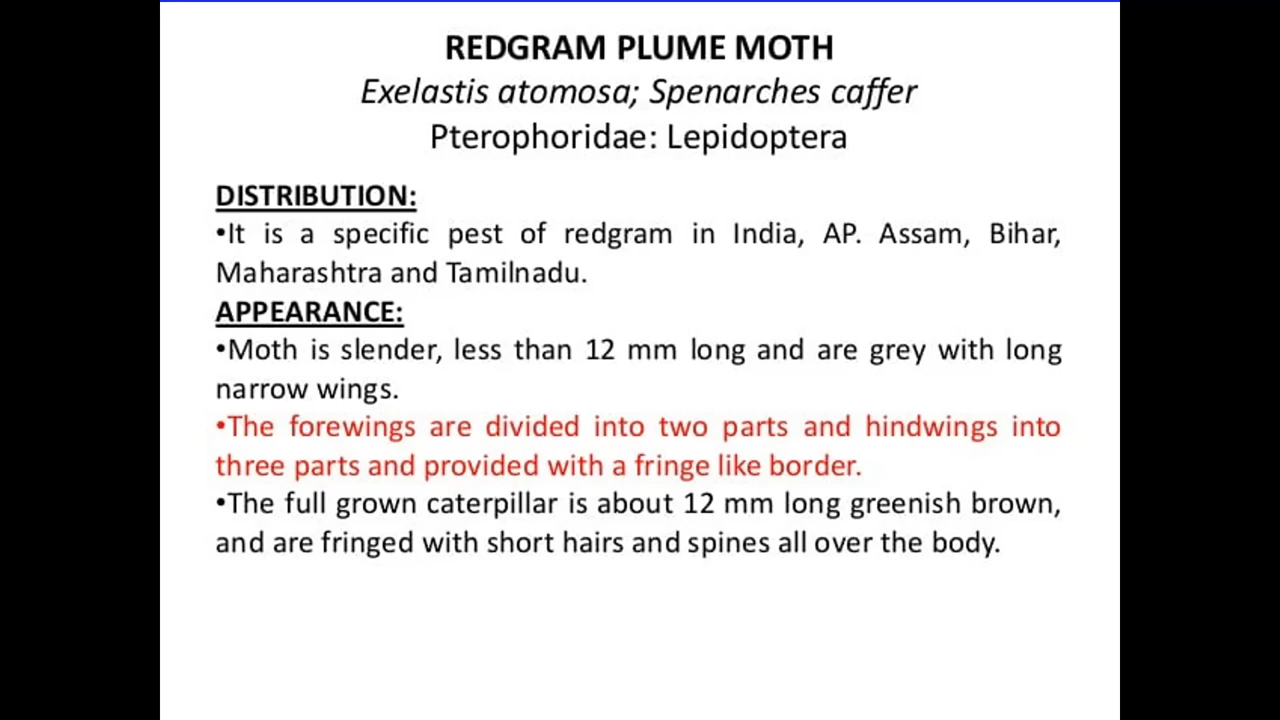 REDGRAM PLUME MOTH
Exelastis atomosa; Spenarches caffer
Pterophoridae: Lepidoptera
DISTRIBUTION:
•It is a specific pest of redgram in India, AP. Assam, Bihar,
Maharashtra and Tamilnadu.
APPEARANCE:
•Moth is slender, less than 12 mm long and are grey with long
narrow wings.
•The forewings are divided into two parts and hindwings into
three parts and provided with a fringe like border.
•The full grown caterpillar is about 12 mm long greenish brown,
and are fringed with short hairs and spines all over the body.